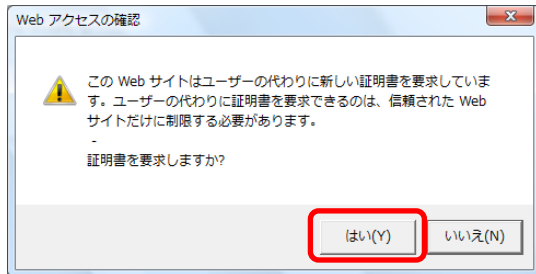 Web アクセスの確認
この Web サイトはユーザーの代わりに新しい証明書を要求していま
す。ユーザーの代わりに証明書を要求できるのは、信頼された Web
サイトだけに制限する必要があります。
-
証明書を要求しますか?
はい(Y)
いいえ(N)